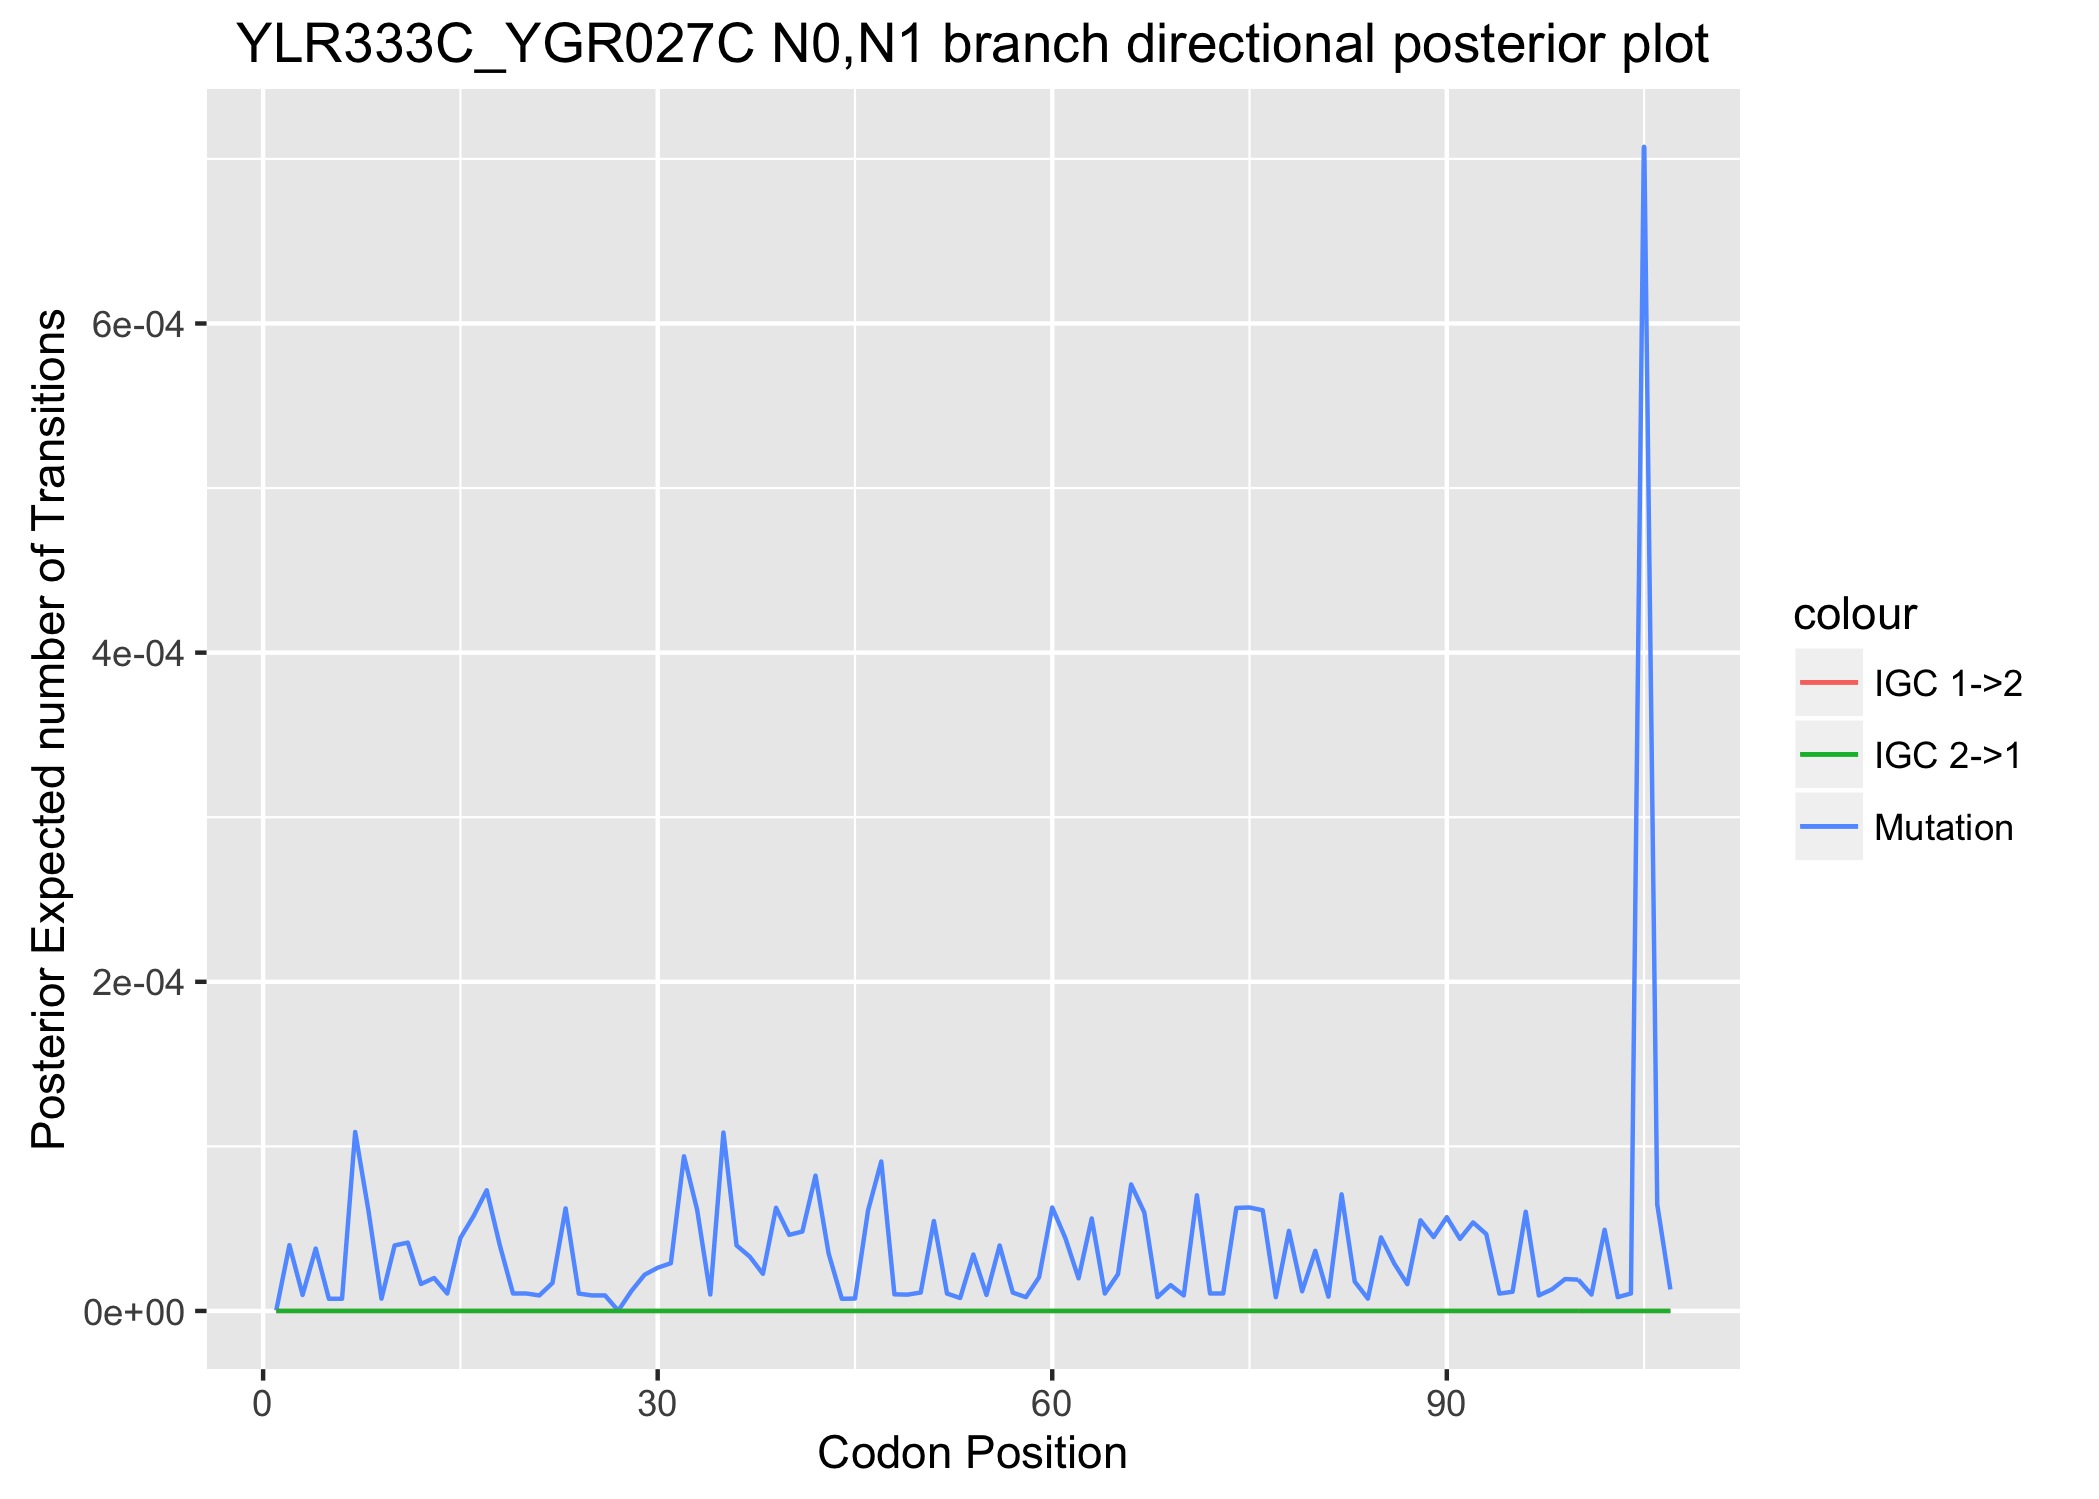 YLR333C_YGR027C N0,N1 branch directional posterior plot
Posterior Expected number of Transitions
6e-04
4e-04
2e-04
0e+00
0
30
60
90
Codon Position
colour
IGC 1->2
IGC 2->1
Mutation